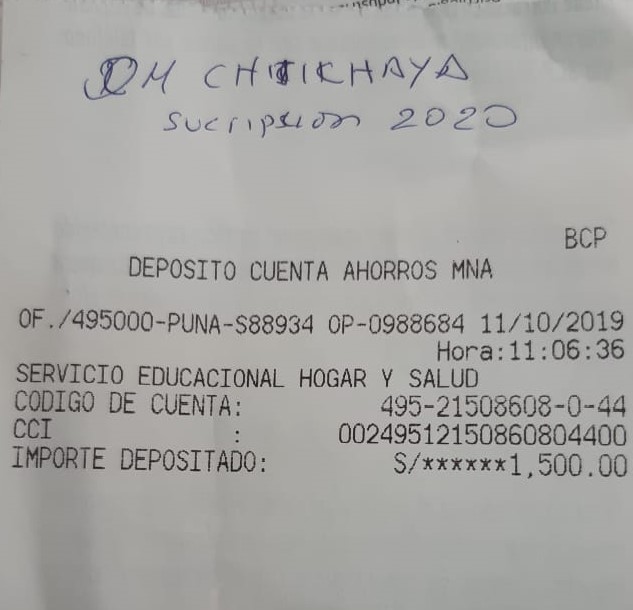 DM CHITIKHAYA
sucripsion 2020
BCP
DEPOSITO CUENTA AHORROS MNA
OF./495000-PUNA-S88934 OP-0988684 11/10/2019
Hora:11:06:36
SERVICIO EDUCACIONAL HOGAR Y SALUD
CODIGO DE CUENTA: 495-21508608-0-44
CCI : 00249512150860804400
IMPORTE DEPOSITADO: S/******1,500.00